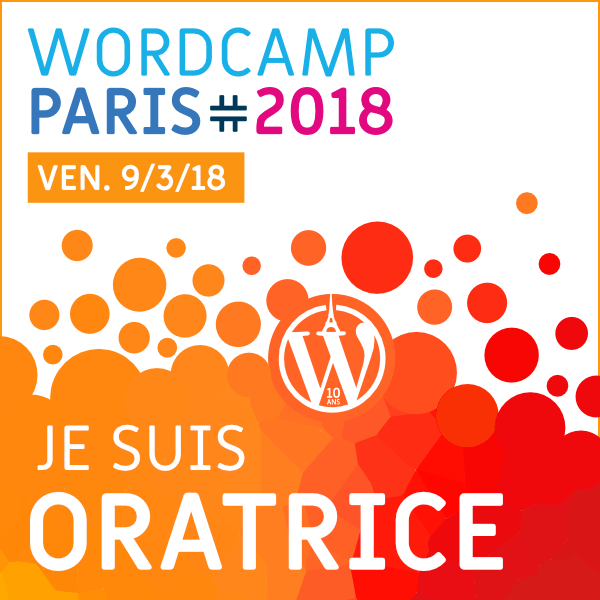 WORDCAMP
PARIS#2018
VEN. 9/3/18
W
10
ANS
JE SUIS
ORATRICE